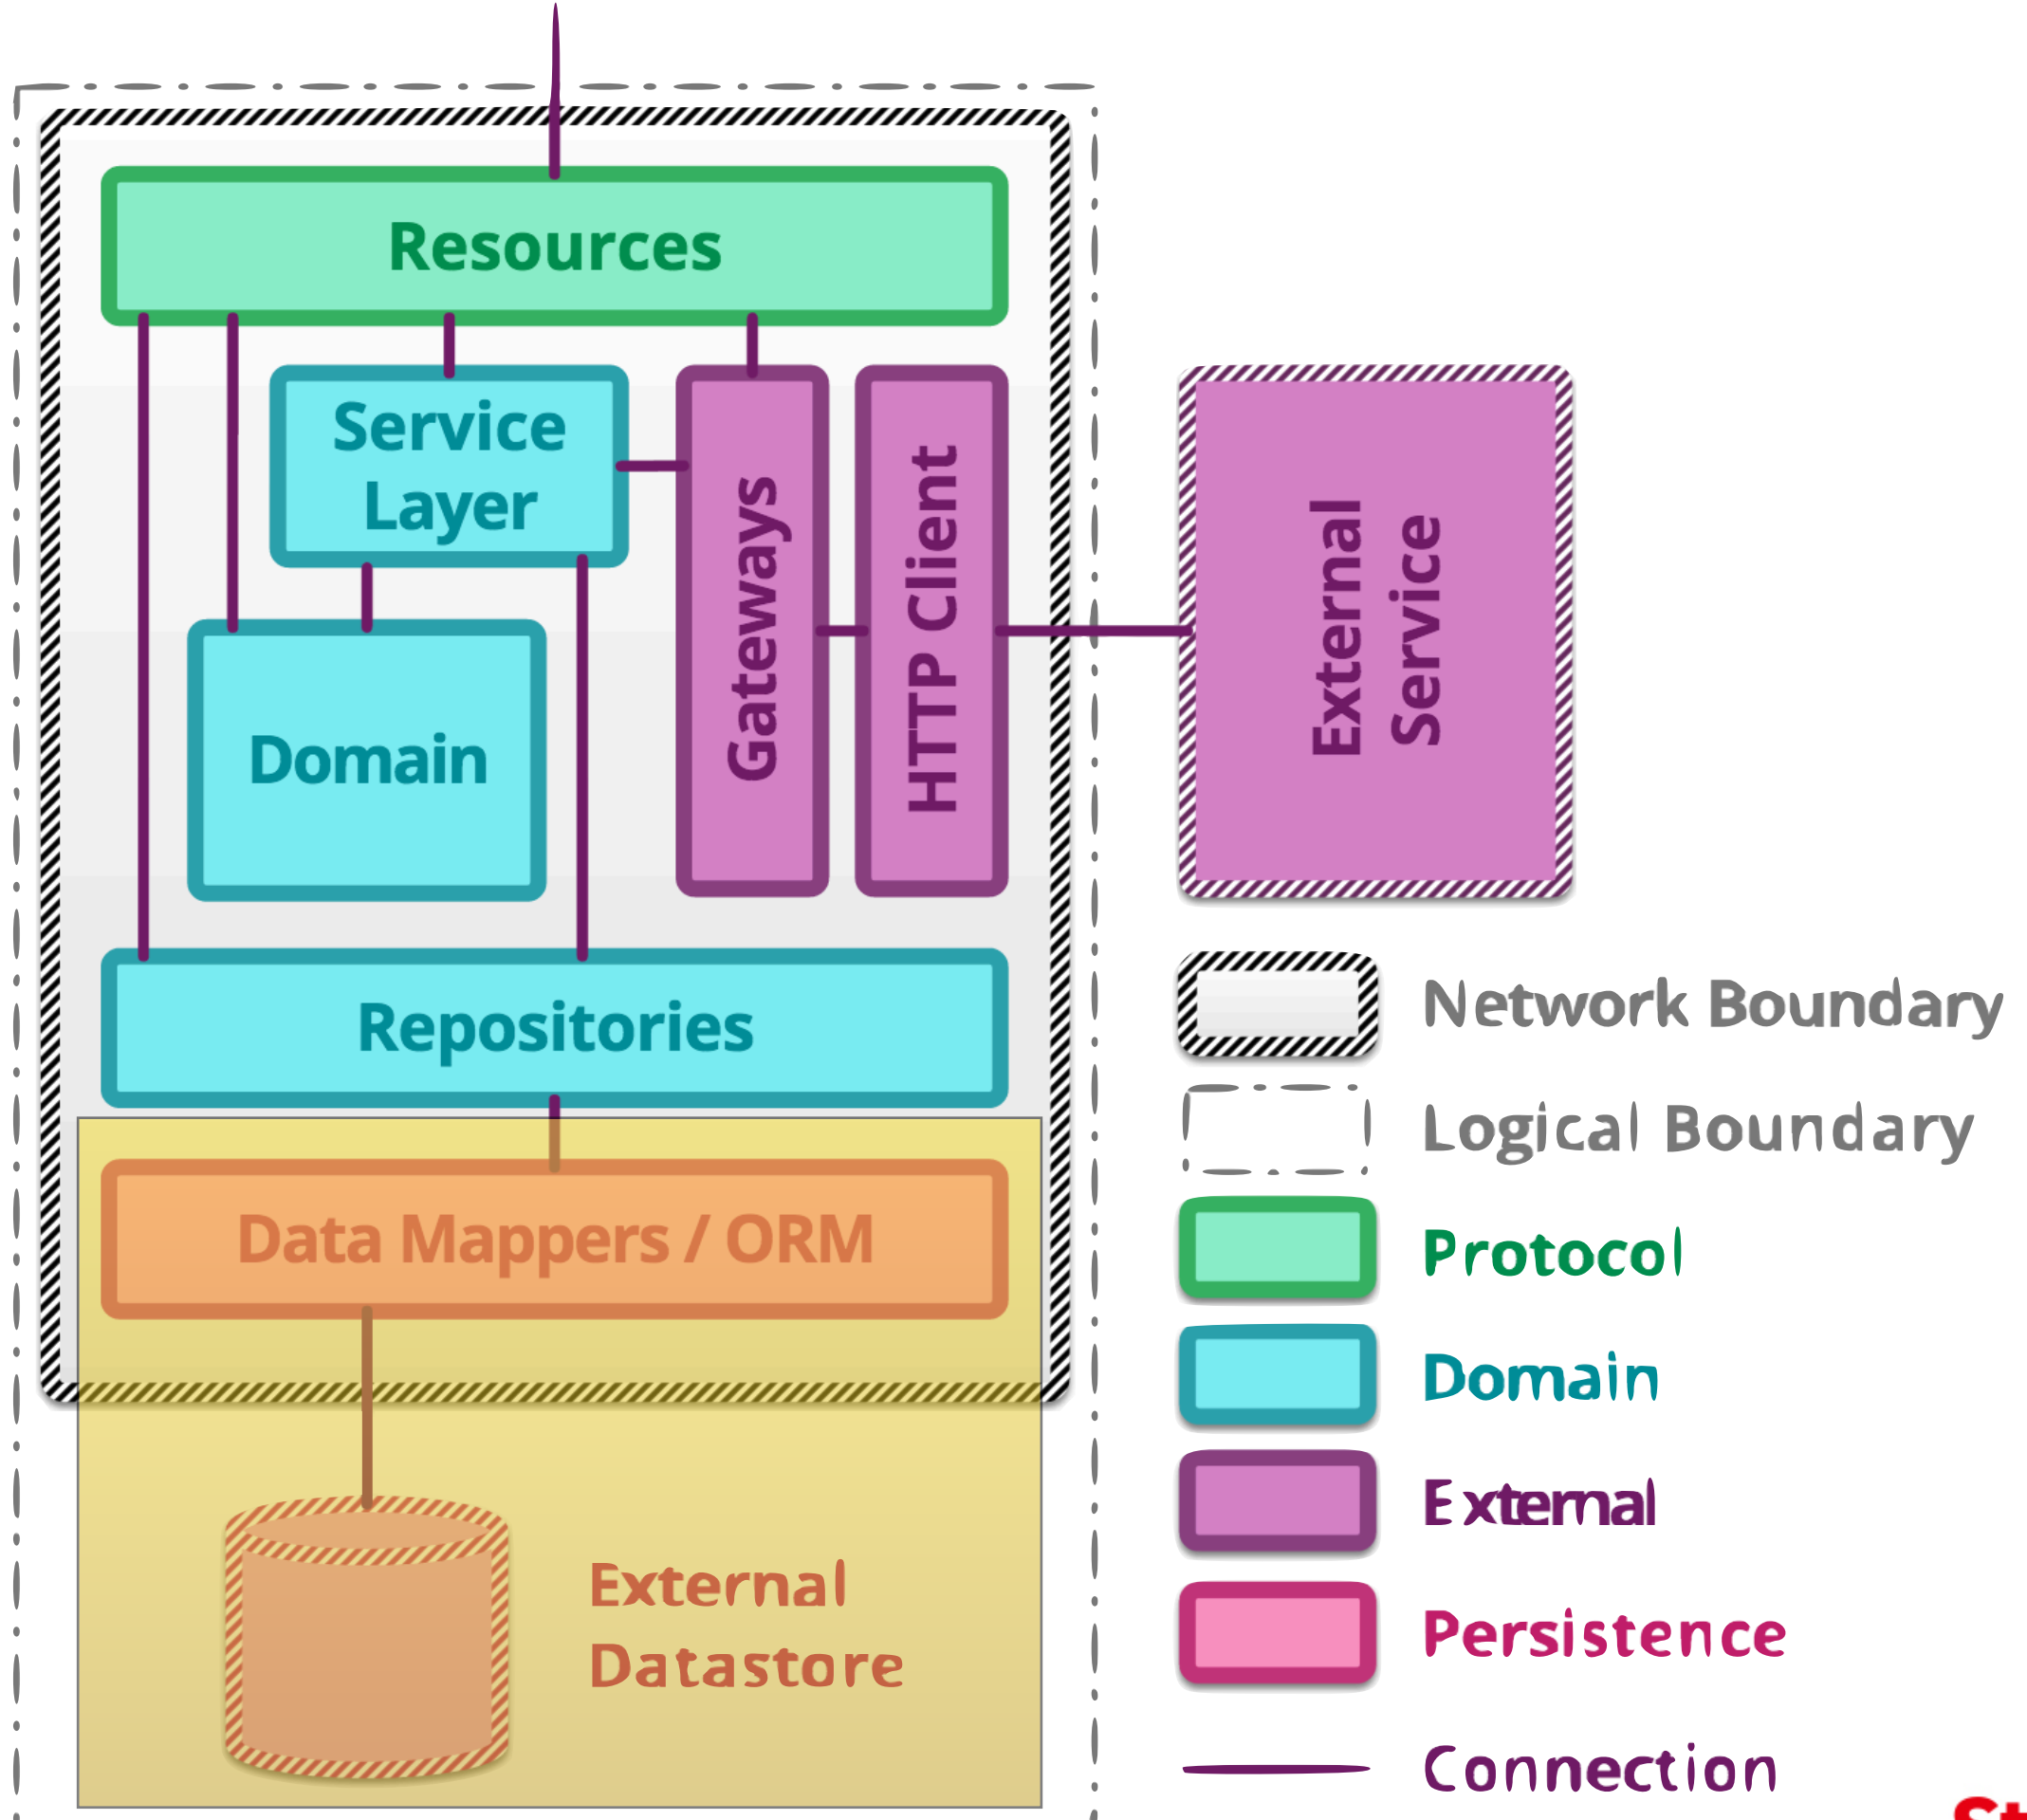 Resources
Service
Layer
Gateways
HTTP Client
External
Service
Domain
Repositories
Data Mappers / ORM
External
Datastore
Network Boundary
Logical Boundary
Protocol
Domain
External
Persistence
Connection